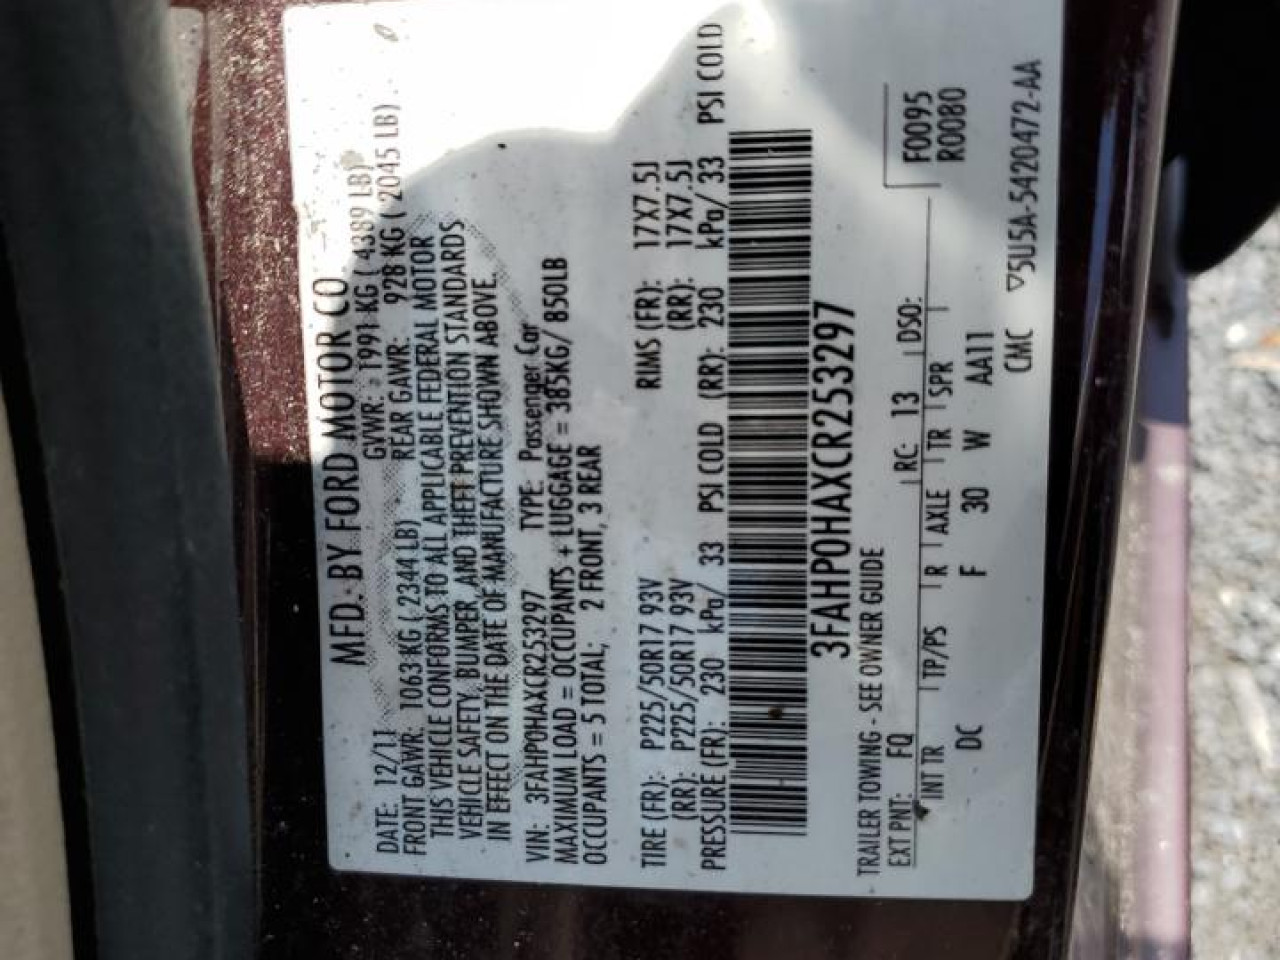 MFD. BY FORD MOTOR CO
DATE: 12/11 GVWR: 1991 KG ( 4389 LB)
FRONT GAWR: 1063 KG ( 2344 LB) REAR GAWR: 928 KG ( 2045 LB)
THIS VEHICLE CONFORMS TO ALL APPLICABLE FEDERAL MOTOR
VEHICLE SAFETY, BUMPER, AND THEFT PREVENTION STANDARDS
IN EFFECT ON THE DATE OF MANUFACTURE SHOWN ABOVE.
VIN: 3FAHP0HAXCR253297 TYPE: Passenger Car
MAXIMUM LOAD = OCCUPANTS + LUGGAGE = 385KG/ 850LB
OCCUPANTS = 5 TOTAL; 2 FRONT, 3 REAR
TIRE (FR): P225/50R17 93V RIMS (FR): 17X7.5J
(RR): P225/50R17 93V (RR): 17X7.5J
PRESSURE (FR): 230 kPa/ 33 PSI COLD (RR): 230 kPa/ 33 PSI COLD
3FAHP0HAXCR253297
TRAILER TOWING - SEE OWNER GUIDE
EXT PNT: FQ RC: 13 DSO: F0095
INT TR TP/PS R AXLE TR SPR R0080
DC F 30 W AA11
CMC ▽5U5A-5420472-AA